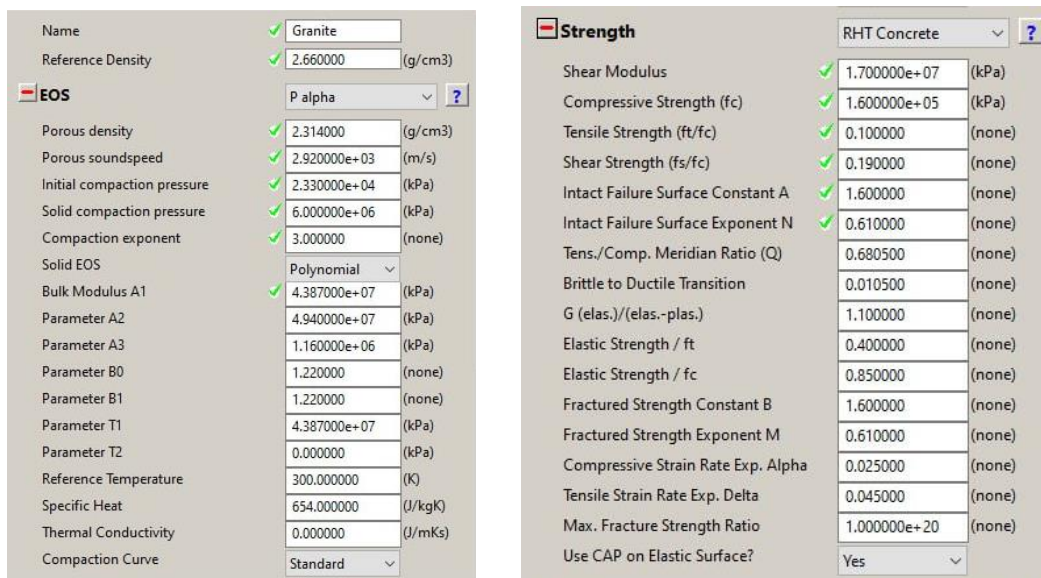 Name Granite
Reference Density 2.660000 (g/cm3)
EOS P alpha ?
Porous density 2.314000 (g/cm3)
Porous soundspeed 2.920000e+03 (m/s)
Initial compaction pressure 2.330000e+04 (kPa)
Solid compaction pressure 6.000000e+06 (kPa)
Compaction exponent 3.000000 (none)
Solid EOS Polynomial
Bulk Modulus A1 4.387000e+07 (kPa)
Parameter A2 4.940000e+07 (kPa)
Parameter A3 1.160000e+06 (kPa)
Parameter B0 1.220000 (none)
Parameter B1 1.220000 (none)
Parameter T1 4.387000e+07 (kPa)
Parameter T2 0.000000 (kPa)
Reference Temperature 300.000000 (K)
Specific Heat 654.000000 (J/kgK)
Thermal Conductivity 0.000000 (J/mKs)
Compaction Curve Standard
Strength RHT Concrete ?
Shear Modulus 1.700000e+07 (kPa)
Compressive Strength (fc) 1.600000e+05 (kPa)
Tensile Strength (ft/fc) 0.100000 (none)
Shear Strength (fs/fc) 0.190000 (none)
Intact Failure Surface Constant A 1.600000 (none)
Intact Failure Surface Exponent N 0.610000 (none)
Tens./Comp. Meridian Ratio (Q) 0.680500 (none)
Brittle to Ductile Transition 0.010500 (none)
G (elas.)/(elas.-plas.) 1.100000 (none)
Elastic Strength / ft 0.400000 (none)
Elastic Strength / fc 0.850000 (none)
Fractured Strength Constant B 1.600000 (none)
Fractured Strength Exponent M 0.610000 (none)
Compressive Strain Rate Exp. Alpha 0.025000 (none)
Tensile Strain Rate Exp. Delta 0.045000 (none)
Max. Fracture Strength Ratio 1.000000e+20 (none)
Use CAP on Elastic Surface? Yes